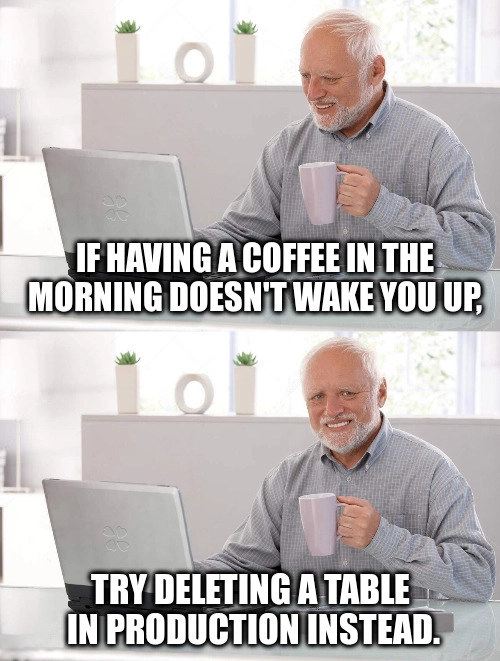 IF HAVING A COFFEE IN THE
MORNING DOESN'T WAKE YOU UP,
TRY DELETING A TABLE
IN PRODUCTION INSTEAD.